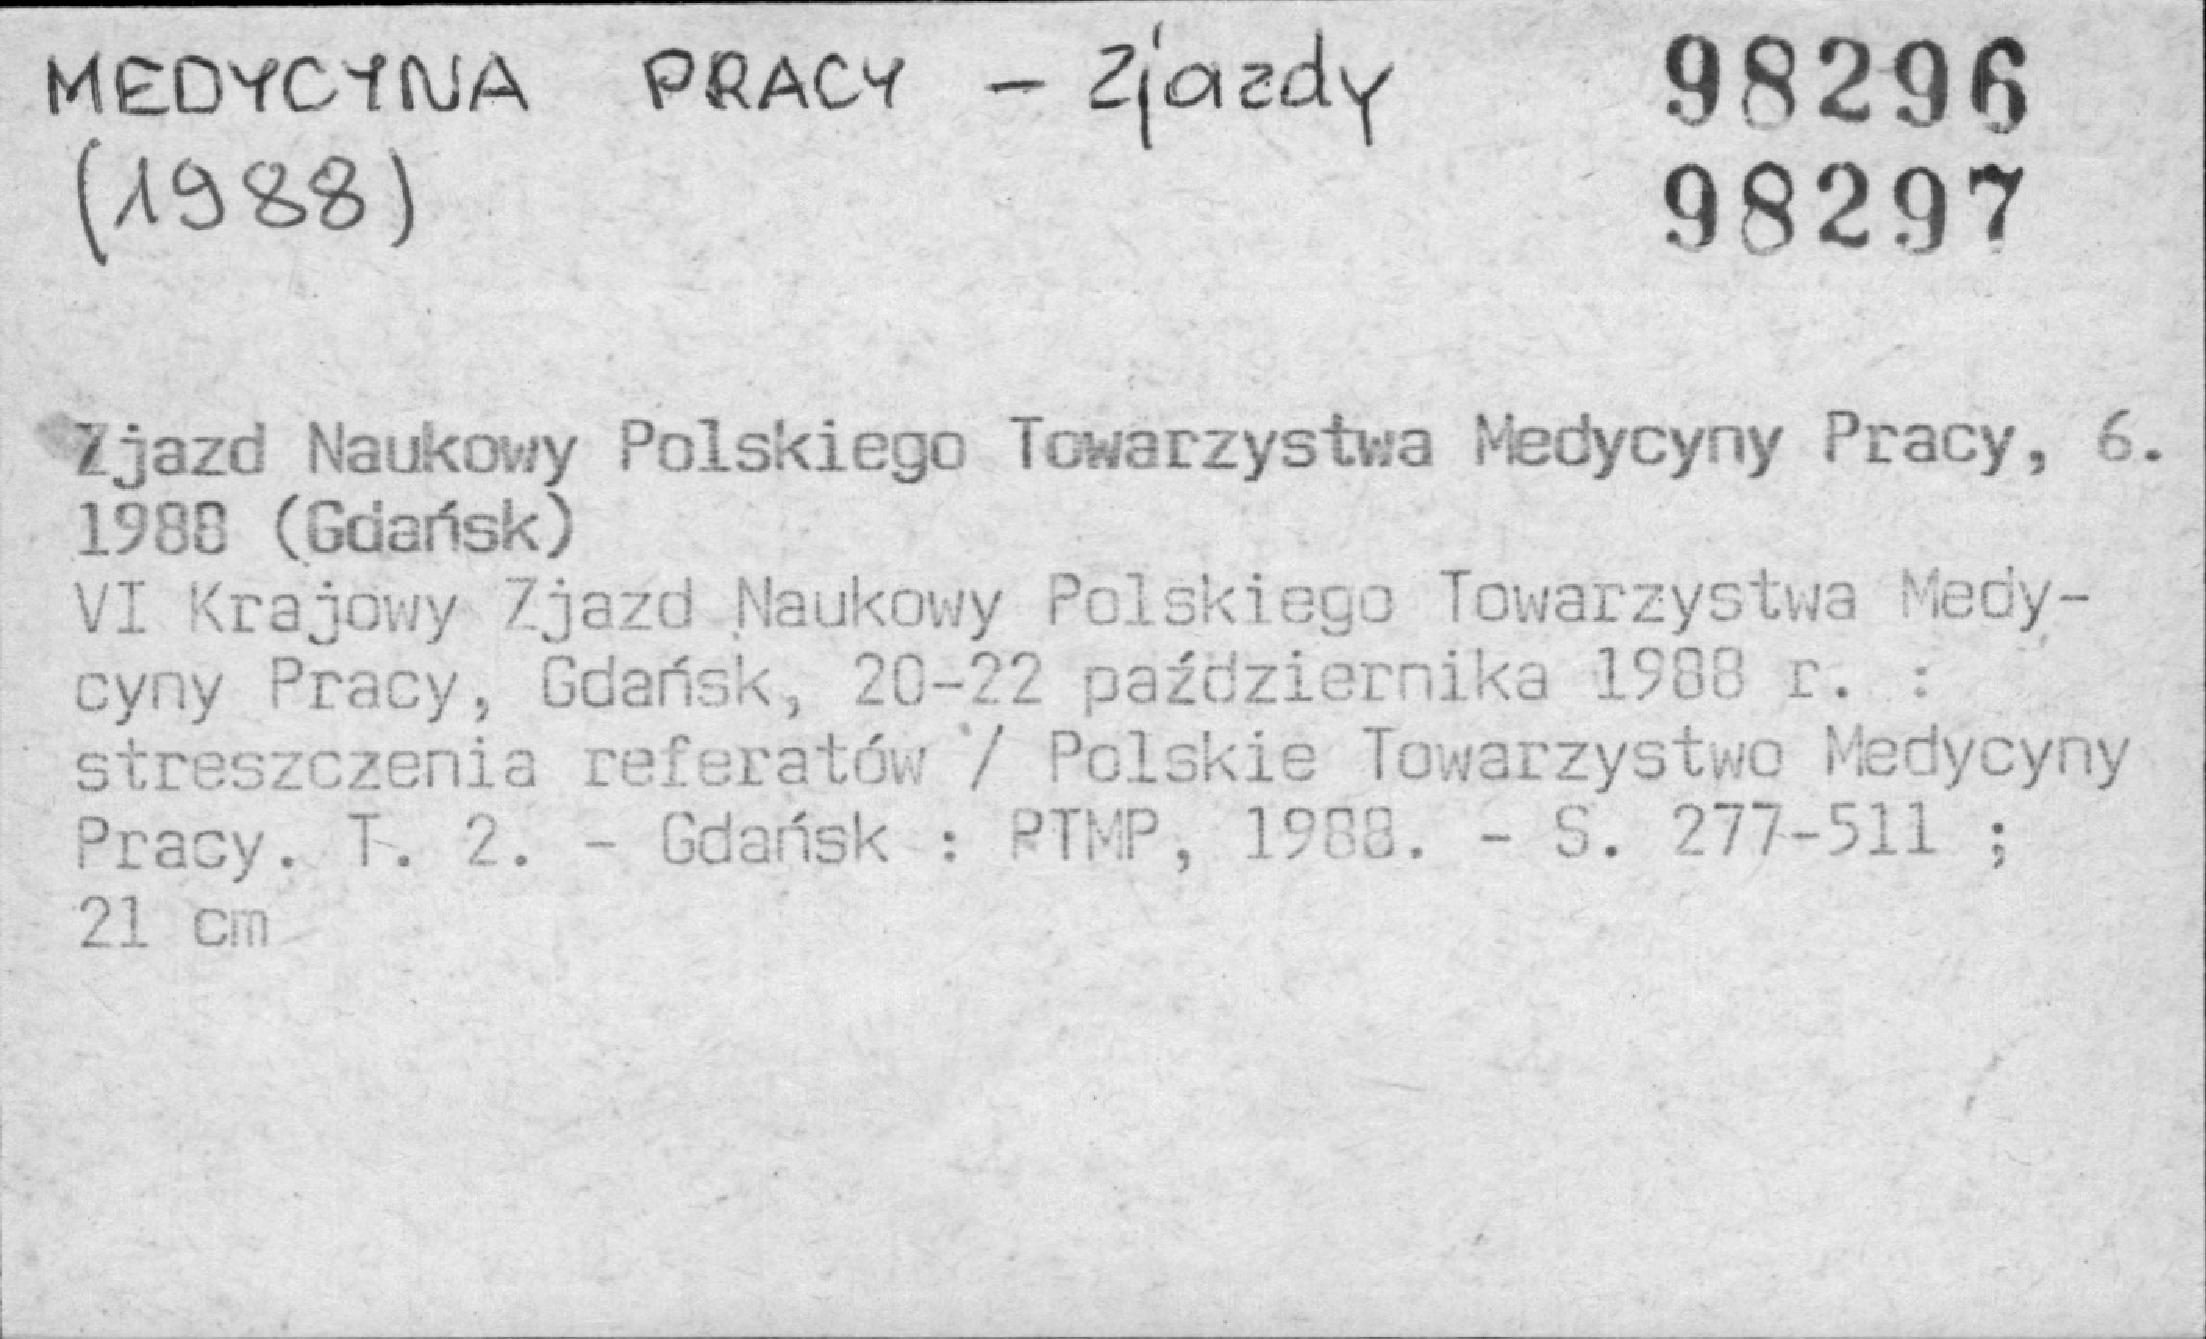 MEDYCYNA PRACY - Zjazdy 98296
(1988) 98297
Zjazd Naukowy Polskiego Towarzystwa Medycyny Pracy, 6.
1988 (Gdańsk)
VI Krajowy Zjazd Naukowy Polskiego Towarzystwa Medy-
cyny Pracy, Gdańsk, 20-22 października 1988 r. :
streszczenia referatów / Polskie Towarzystwo Medycyny
Pracy. T. 2. - Gdańsk : PTMP, 1988. - S. 277-511 ;
21 cm